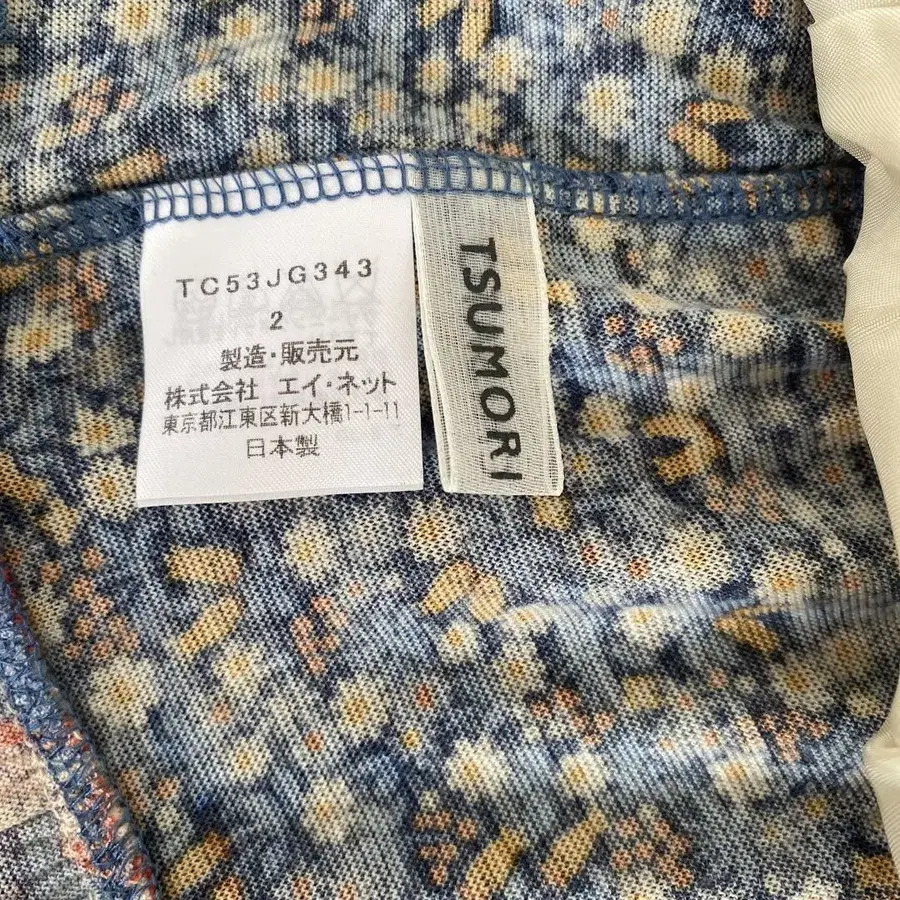 TC53JG343
2
製造・販売元
株式会社 エイ・ネット
東京都江東区新大橋1-1-11
日本製
TSUMORI